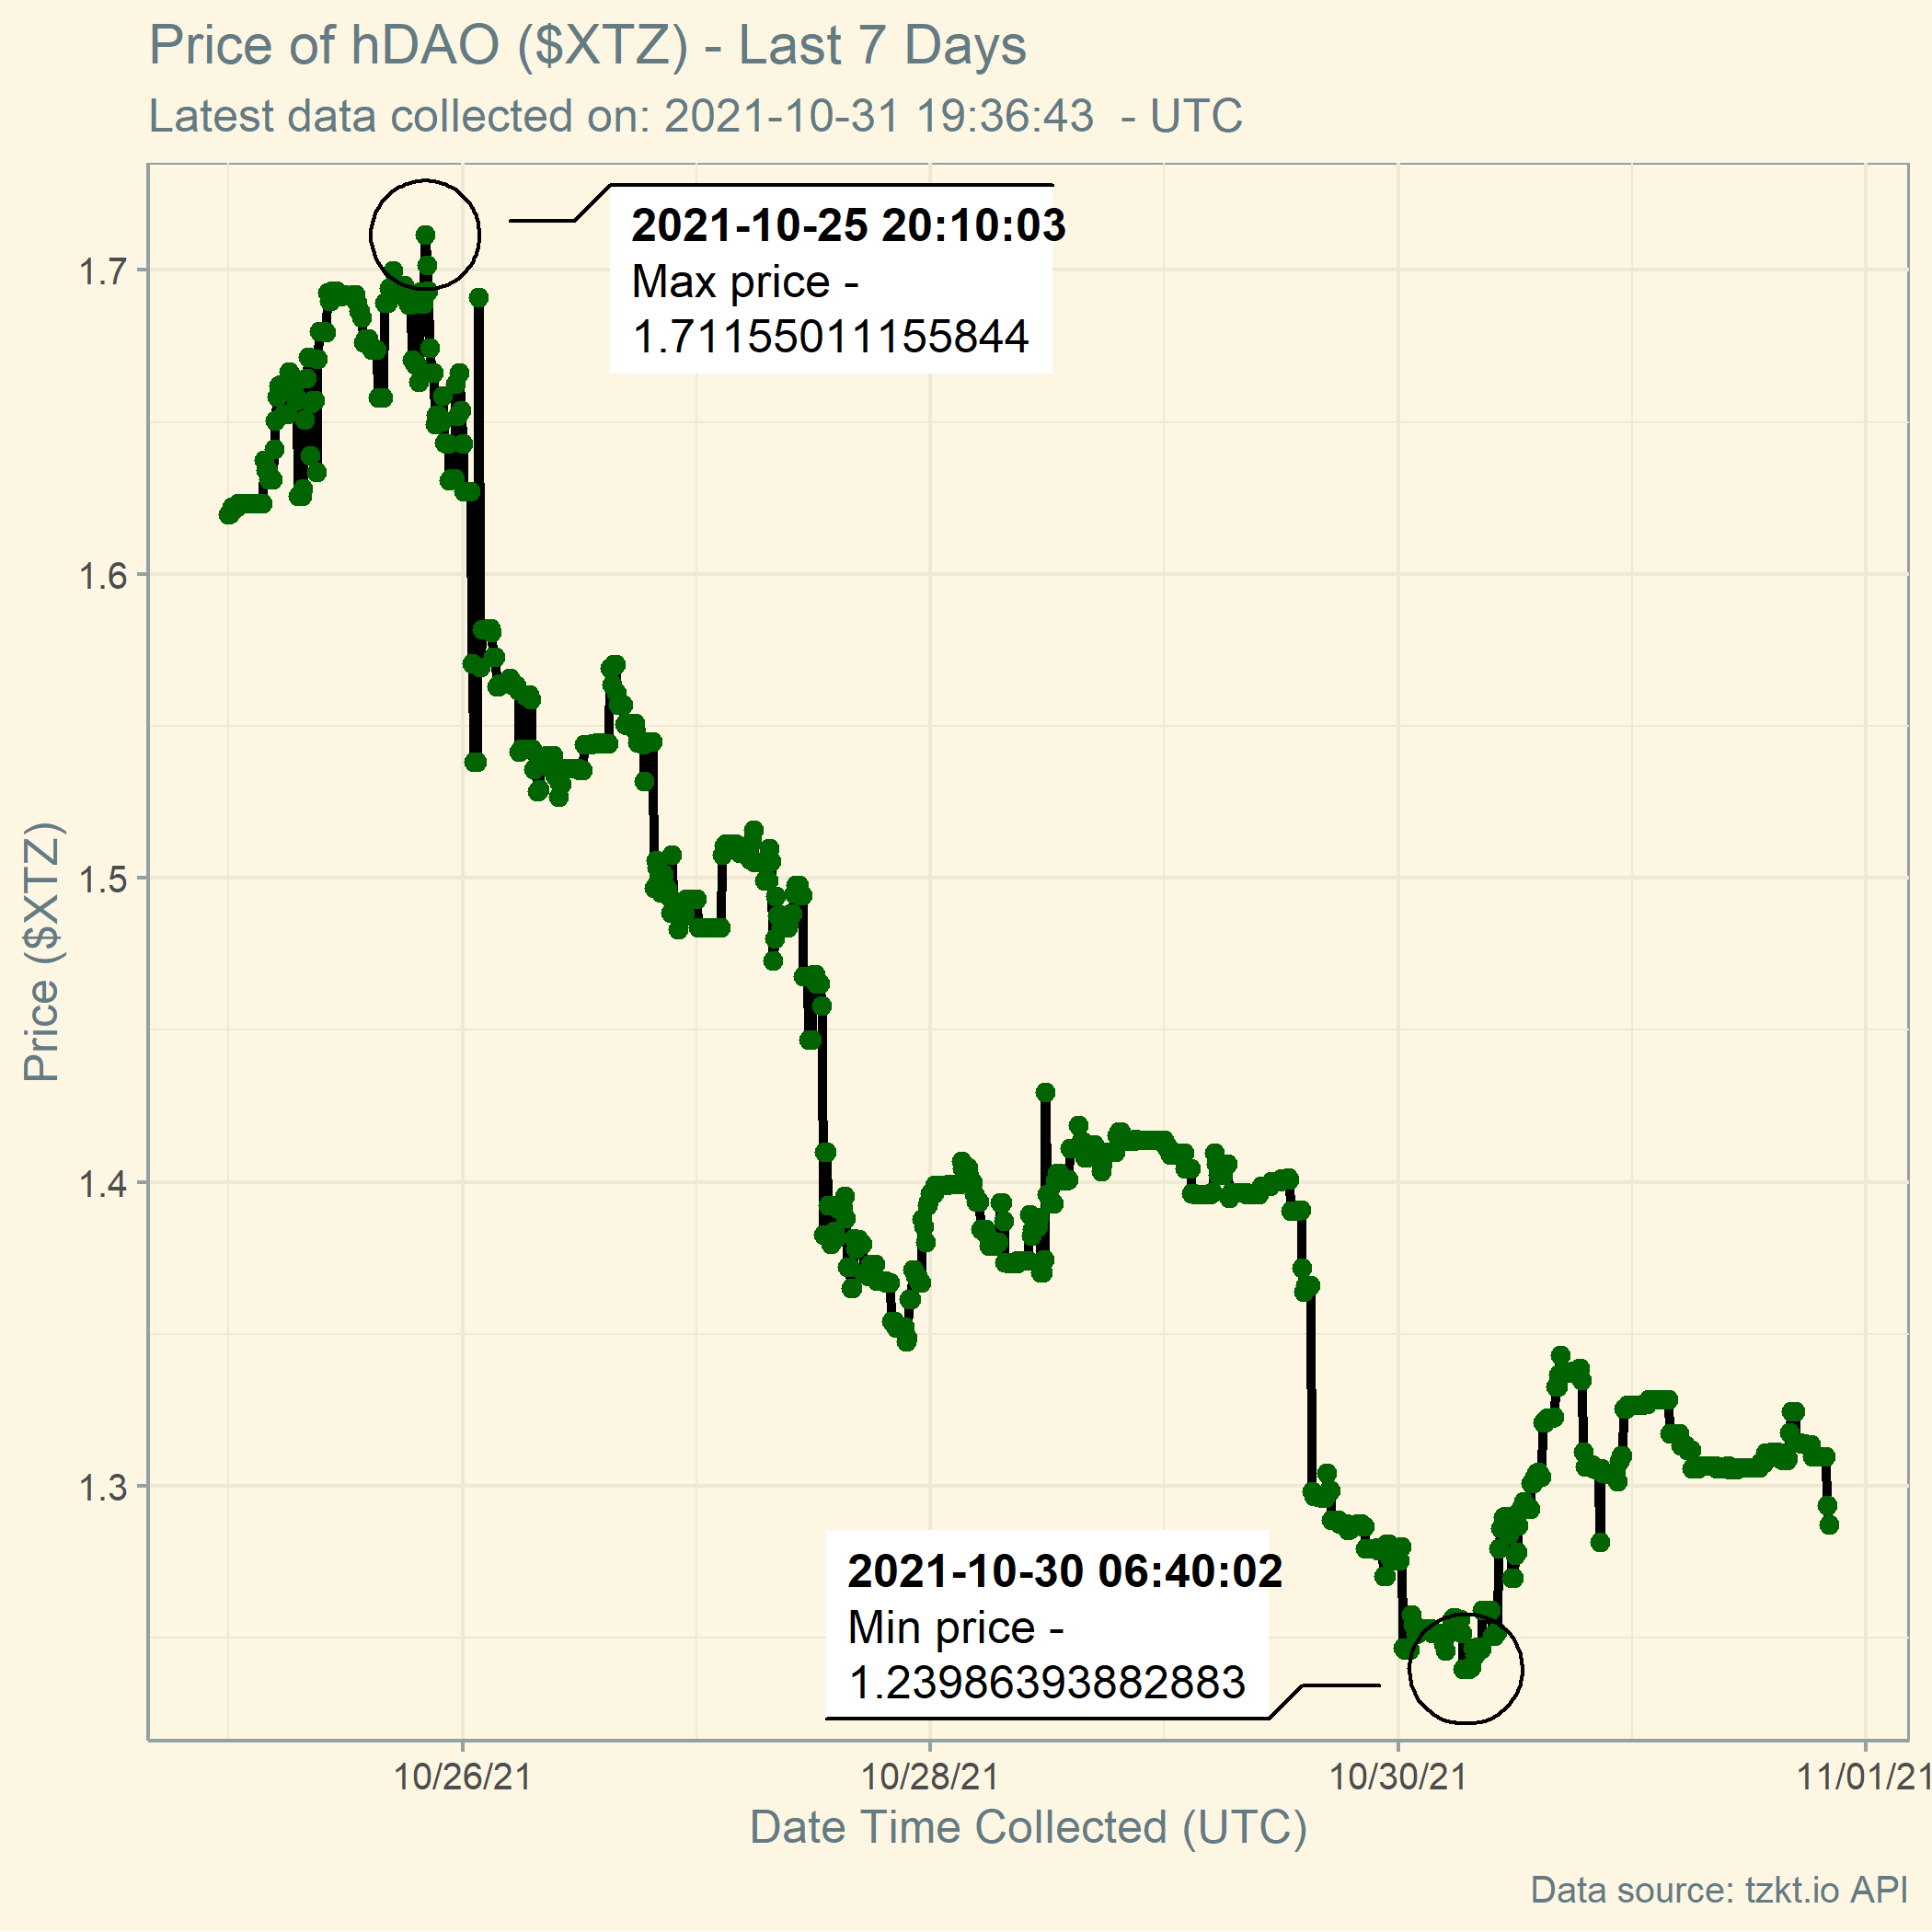 Price of hDAO ($XTZ) - Last 7 Days
Latest data collected on: 2021-10-31 19:36:43  - UTC
2021-10-25 20:10:03
Max price -
1.71155011155844
1.7
1.6
1.5
1.4
1.3
Price ($XTZ)
2021-10-30 06:40:02
Min price -
1.23986393882883
10/26/21
10/28/21
10/30/21
11/01/21
Date Time Collected (UTC)
Data source: tzkt.io API